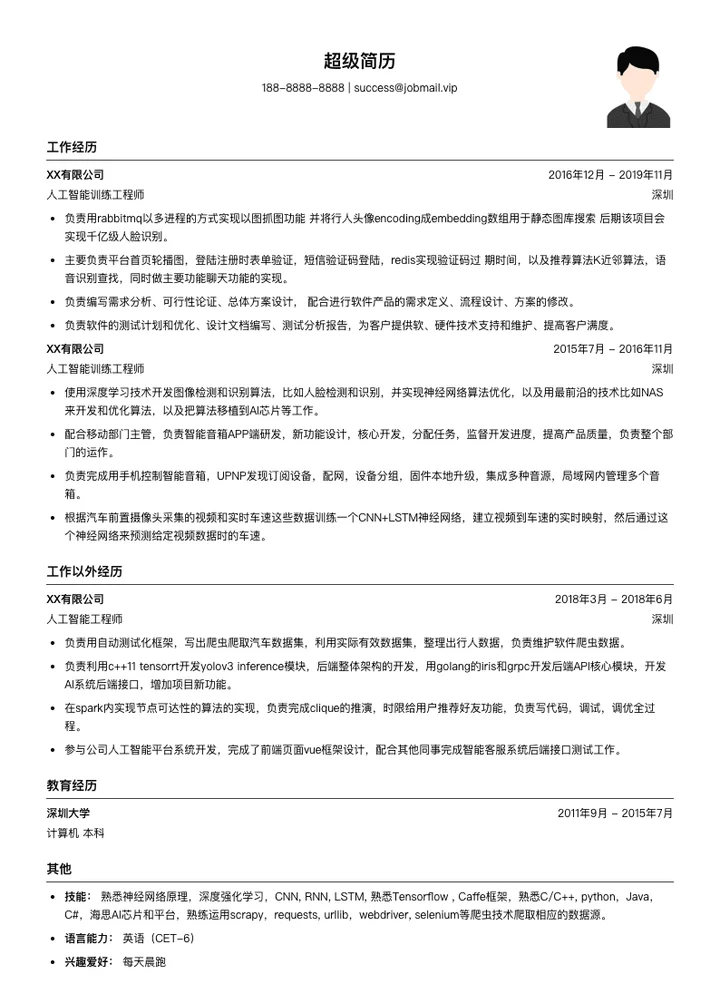 超级简历
188-8888-8888 | success@jobmail.vip
工作经历
XX有限公司 2016年12月 - 2019年11月
人工智能训练工程师 深圳
• 负责用rabbitmq以多进程的方式实现以图抓图功能 并将行人头像encoding成embedding数组用于静态图库搜索 后期该项目会
实现千亿级人脸识别。
• 主要负责平台首页轮播图，登陆注册时表单验证，短信验证码登陆，redis实现验证码过 期时间，以及推荐算法K近邻算法，语
音识别查找，同时做主要功能聊天功能的实现。
• 负责编写需求分析、可行性论证、总体方案设计， 配合进行软件产品的需求定义、流程设计、方案的修改。
• 负责软件的测试计划和优化、设计文档编写、测试分析报告，为客户提供软、硬件技术支持和维护、提高客户满度。
XX有限公司 2015年7月 - 2016年11月
人工智能训练工程师 深圳
• 使用深度学习技术开发图像检测和识别算法，比如人脸检测和识别，并实现神经网络算法优化，以及用最前沿的技术比如NAS
来开发和优化算法，以及把算法移植到AI芯片等工作。
• 配合移动部门主管，负责智能音箱APP端研发，新功能设计，核心开发，分配任务，监督开发进度，提高产品质量，负责整个部
门的运作。
• 负责完成用手机控制智能音箱，UPNP发现订阅设备，配网，设备分组，固件本地升级，集成多种音源，局域网内管理多个音
箱。
• 根据汽车前置摄像头采集的视频和实时车速这些数据训练一个CNN+LSTM神经网络，建立视频到车速的实时映射，然后通过这
个神经网络来预测给定视频数据时的车速。
工作以外经历
XX有限公司 2018年3月 - 2018年6月
人工智能工程师 深圳
• 负责用自动测试化框架，写出爬虫爬取汽车数据集，利用实际有效数据集，整理出行人数据，负责维护软件爬虫数据。
• 负责利用c++11 tensorrt开发yolov3 inference模块，后端整体架构的开发，用golang的iris和grpc开发后端API核心模块，开发
AI系统后端接口，增加项目新功能。
• 在spark内实现节点可达性的算法的实现，负责完成clique的推演，时限给用户推荐好友功能，负责写代码，调试，调优全过
程。
• 参与公司人工智能平台系统开发，完成了前端页面vue框架设计，配合其他同事完成智能客服系统后端接口测试工作。
教育经历
深圳大学 2011年9月 - 2015年7月
计算机 本科
其他
• 技能： 熟悉神经网络原理，深度强化学习，CNN, RNN, LSTM, 熟悉Tensorflow , Caffe框架，熟悉C/C++, python，Java，
C#，海思AI芯片和平台，熟练运用scrapy，requests, urllib，webdriver, selenium等爬虫技术爬取相应的数据源。
• 语言能力： 英语（CET-6）
• 兴趣爱好： 每天晨跑